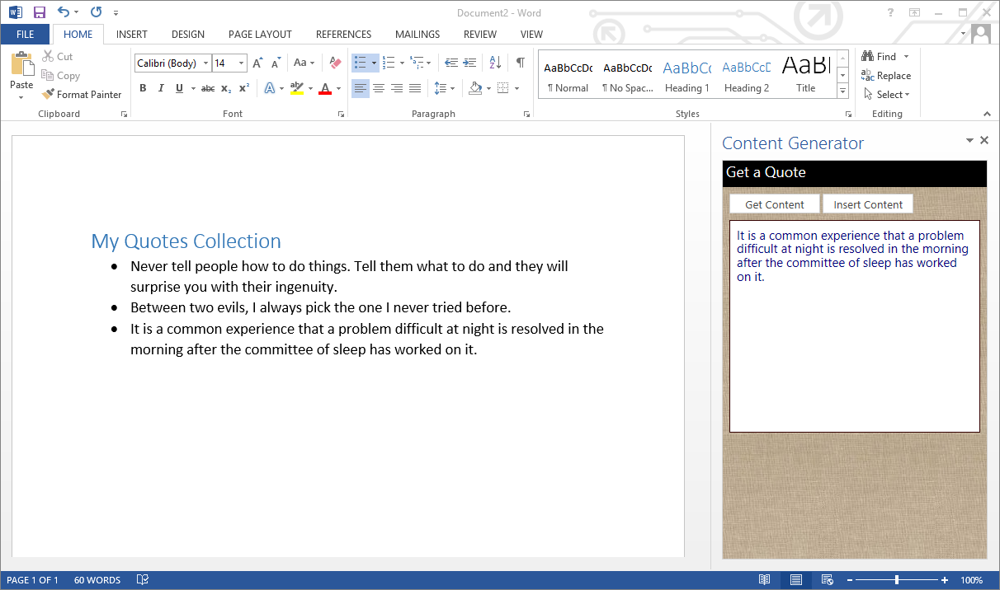 Document2 - Word
?
FILE HOME INSERT DESIGN PAGE LAYOUT REFERENCES MAILINGS REVIEW VIEW
Paste
Cut
Copy
Format Painter
Clipboard
Calibri (Body) 14 A A Aa
B I U abc x₂ x² A ab A
Font
Paragraph
AaBbCcDc AaBbCcDc AaBbCc AaBbCcD AaB
¶ Normal ¶ No Spac... Heading 1 Heading 2 Title
Styles
Find
Replace
Select
Editing
My Quotes Collection
• Never tell people how to do things. Tell them what to do and they will
surprise you with their ingenuity.
• Between two evils, I always pick the one I never tried before.
• It is a common experience that a problem difficult at night is resolved in the
morning after the committee of sleep has worked on it.
Content Generator
Get a Quote
Get Content Insert Content
It is a common experience that a problem
difficult at night is resolved in the morning
after the committee of sleep has worked
on it.
PAGE 1 OF 1 60 WORDS 100%